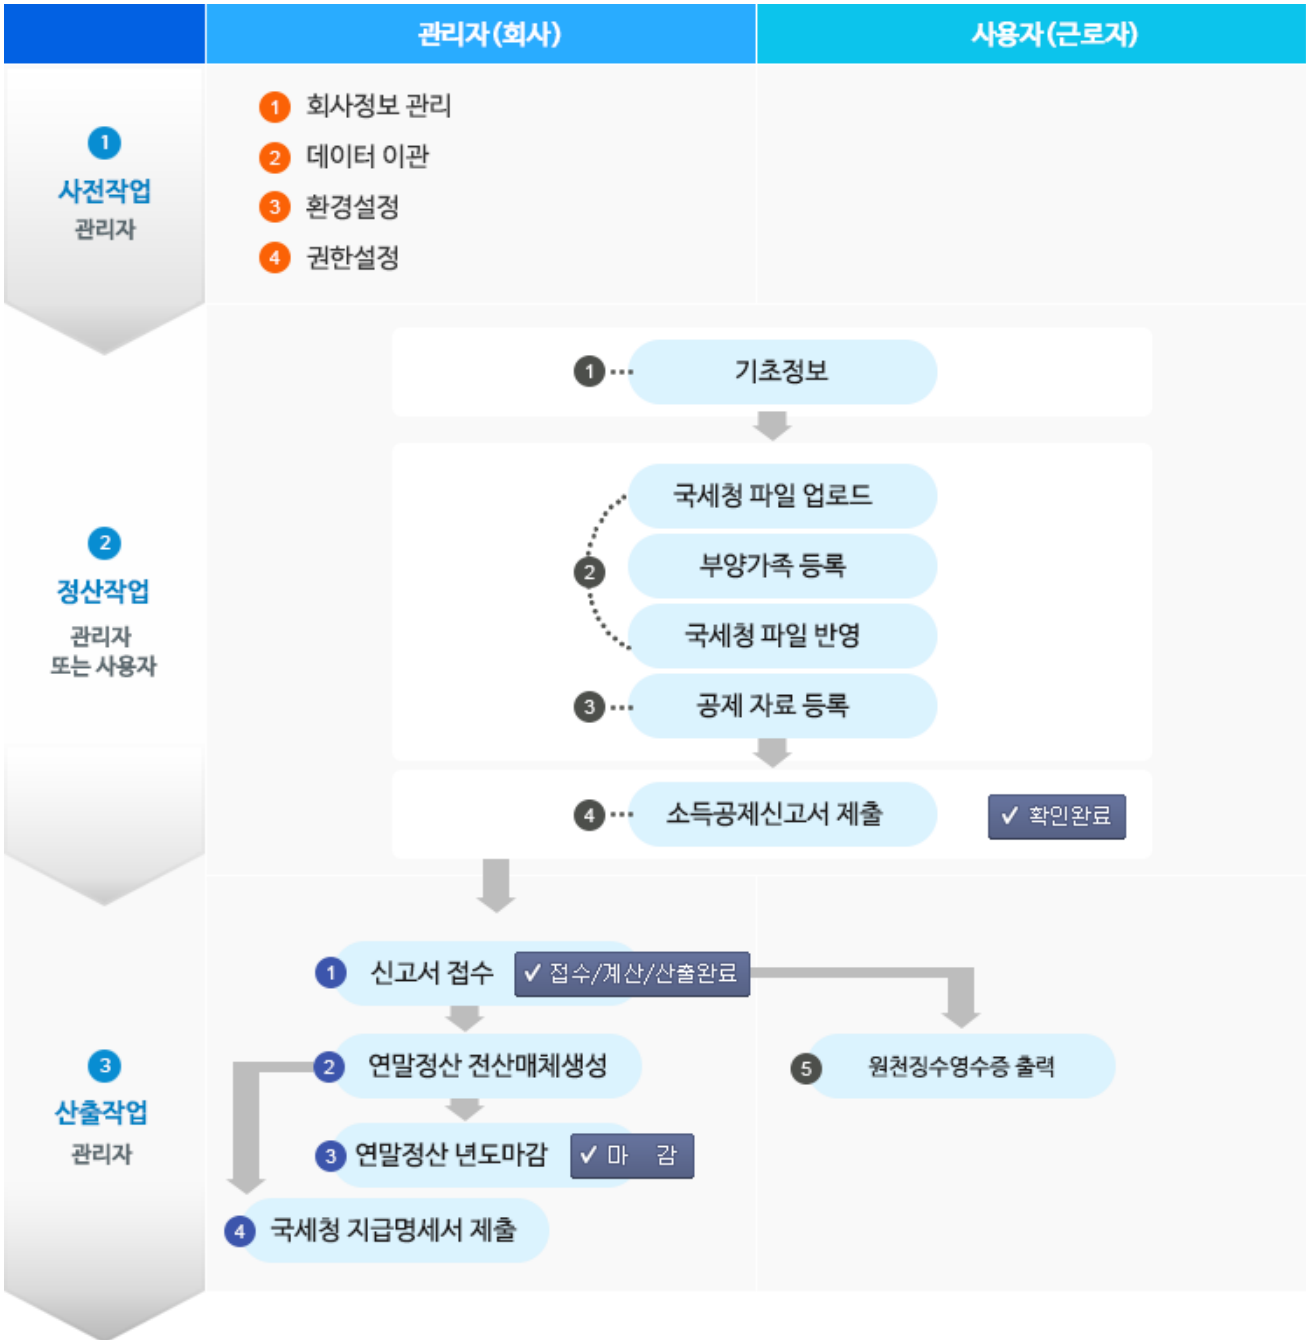 관리자(회사)
사용자(근로자)
1
사전작업
관리자
1 회사정보 관리
2 데이터 이관
3 환경설정
4 권한설정
2
정산작업
관리자
또는 사용자
1 기초정보
국세청 파일 업로드
2 부양가족 등록
국세청 파일 반영
3 공제 자료 등록
4 소득공제신고서 제출
✓ 확인완료
3
산출작업
관리자
1 신고서 접수 ✓ 접수/계산/산출완료
2 연말정산 전산매체생성
5 원천징수영수증 출력
3 연말정산 년도마감 ✓ 마 감
4 국세청 지급명세서 제출